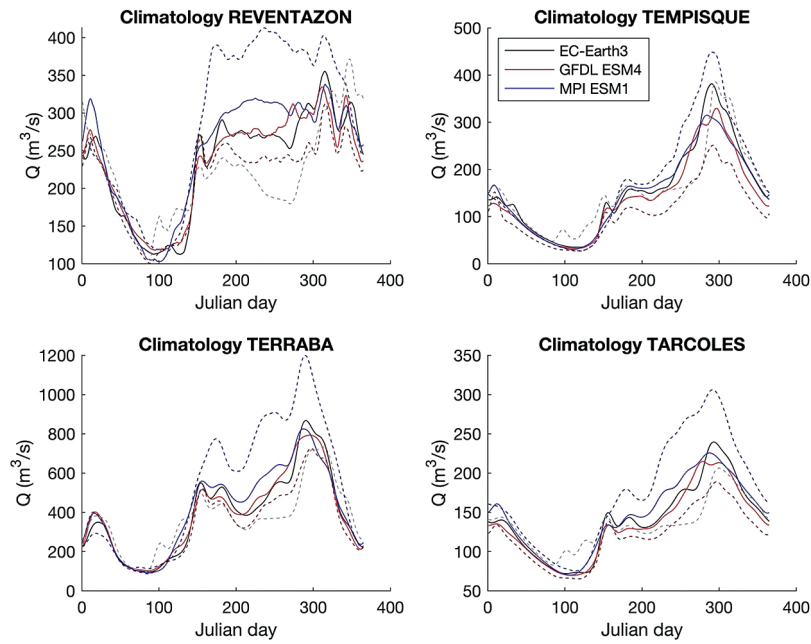 Climatology REVENTAZON
400
350
300
250
200
150
100
Q (m³/s)
0 100 200 300 400
Julian day
Climatology TEMPISQUE
500
400
300
200
100
0
Q (m³/s)
EC-Earth3
GFDL ESM4
MPI ESM1
0 100 200 300 400
Julian day
Climatology TERRABA
1200
1000
800
600
400
200
0
Q (m³/s)
0 100 200 300 400
Julian day
Climatology TARCOLES
350
300
250
200
150
100
50
Q (m³/s)
0 100 200 300 400
Julian day